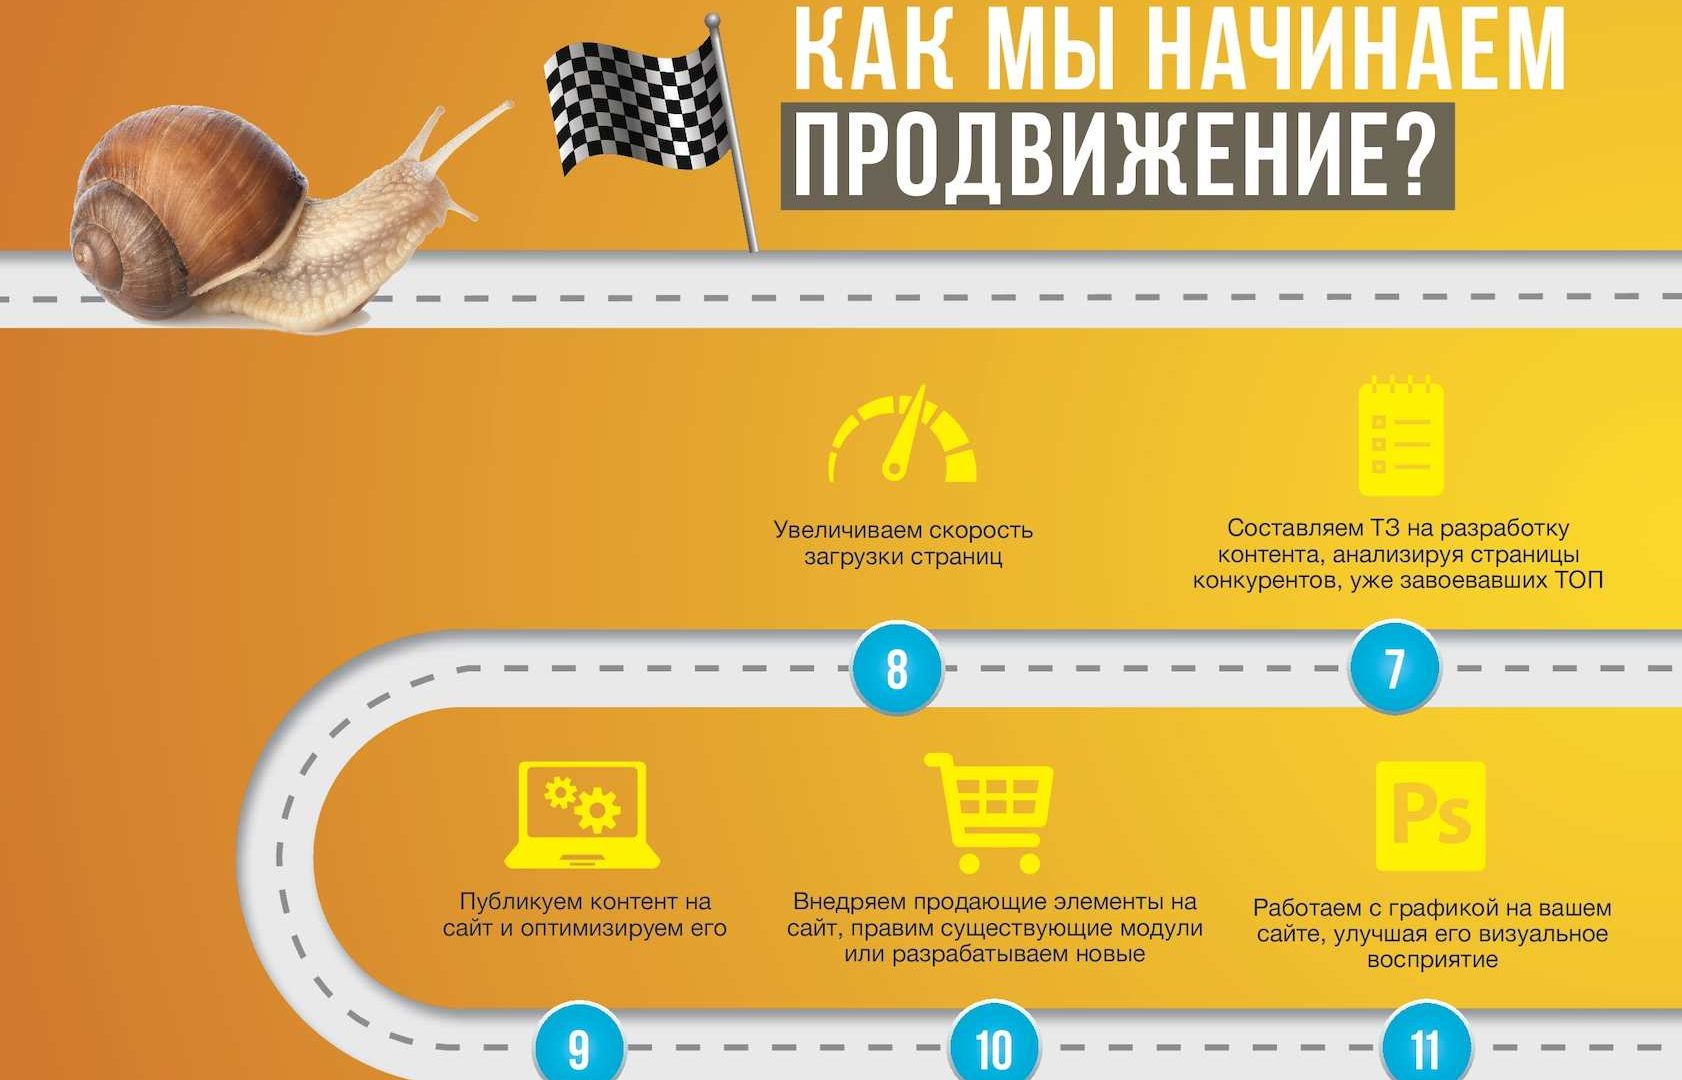 КАК МЫ НАЧИНАЕМ
ПРОДВИЖЕНИЕ?
Увеличиваем скорость
загрузки страниц
Составляем ТЗ на разработку
контента, анализируя страницы
конкурентов, уже завоевавших ТОП
8
7
Ps
Публикуем контент на
сайт и оптимизируем его
Внедряем продающие элементы на
сайт, правим существующие модули
или разрабатываем новые
Работаем с графикой на вашем
сайте, улучшая его визуальное
восприятие
9
10
11